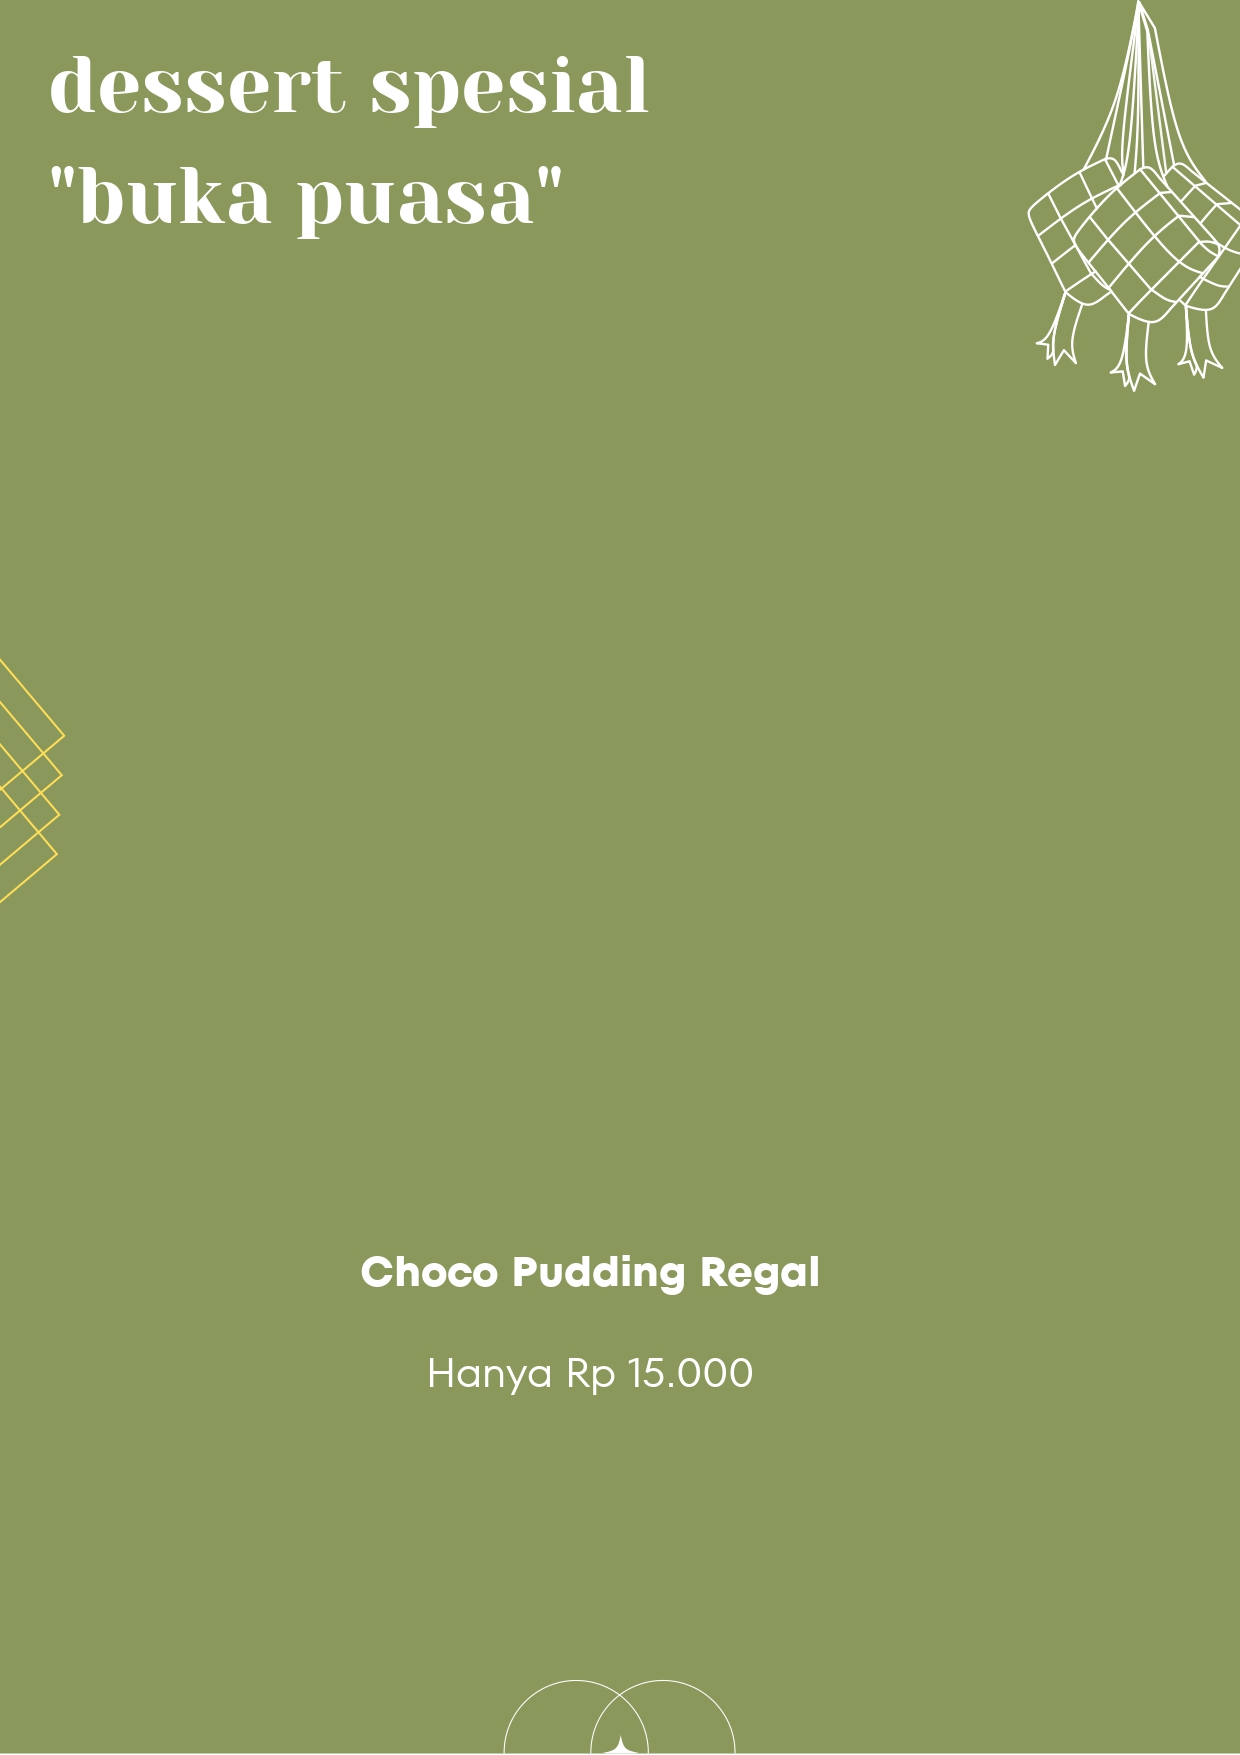 dessert spesial
"buka puasa"
Choco Pudding Regal
Hanya Rp 15.000